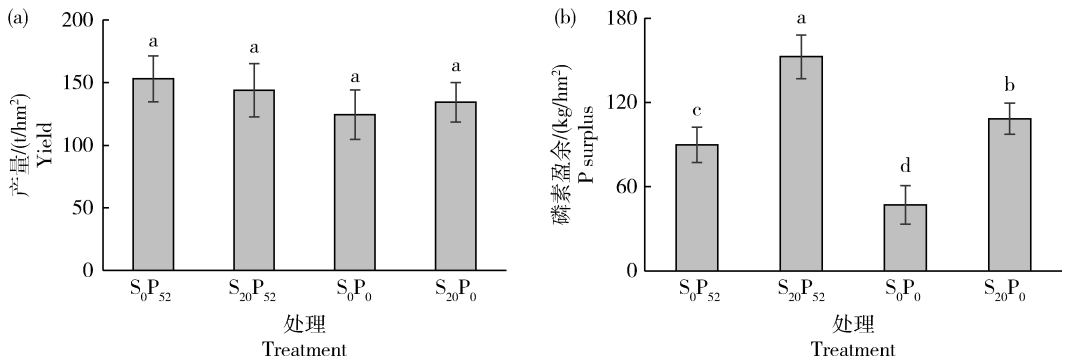 (a)
200
150
100
50
0
产量/(t/hm²)
Yield
a
a
a
a
S₀P₅₂
S₂₀P₅₂
S₀P₀
S₂₀P₀
处理
Treatment
(b)
180
120
60
0
磷素盈余/(kg/hm²)
P surplus
c
a
d
b
S₀P₅₂
S₂₀P₅₂
S₀P₀
S₂₀P₀
处理
Treatment